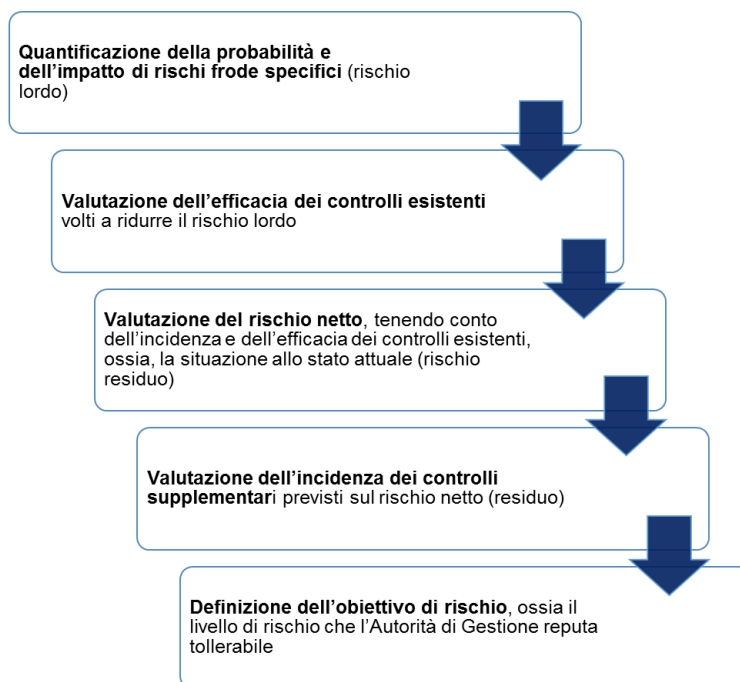 Quantificazione della probabilità e
dell’impatto di rischi frode specifici (rischio
lordo)
Valutazione dell’efficacia dei controlli esistenti
volti a ridurre il rischio lordo
Valutazione del rischio netto, tenendo conto
dell’incidenza e dell’efficacia dei controlli esistenti,
ossia, la situazione allo stato attuale (rischio
residuo)
Valutazione dell’incidenza dei controlli
supplementari previsti sul rischio netto (residuo)
Definizione dell’obiettivo di rischio, ossia il
livello di rischio che l’Autorità di Gestione reputa
tollerabile